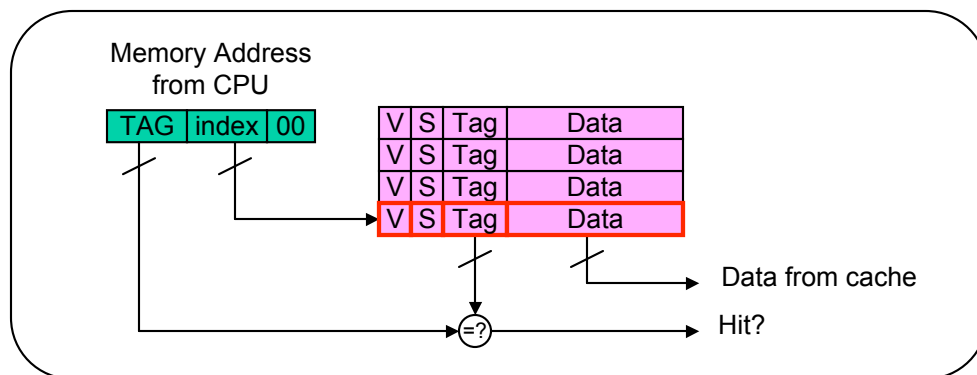 Memory Address
from CPU
TAG index 00
V S Tag Data
V S Tag Data
V S Tag Data
V S Tag Data
Data from cache
=?
Hit?